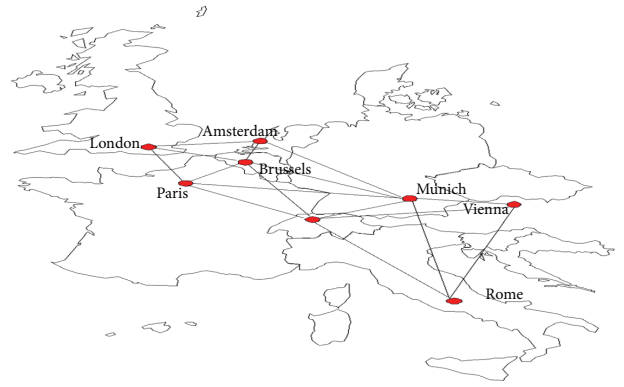 Amsterdam
London
Brussels
Paris
Munich
Vienna
Rome